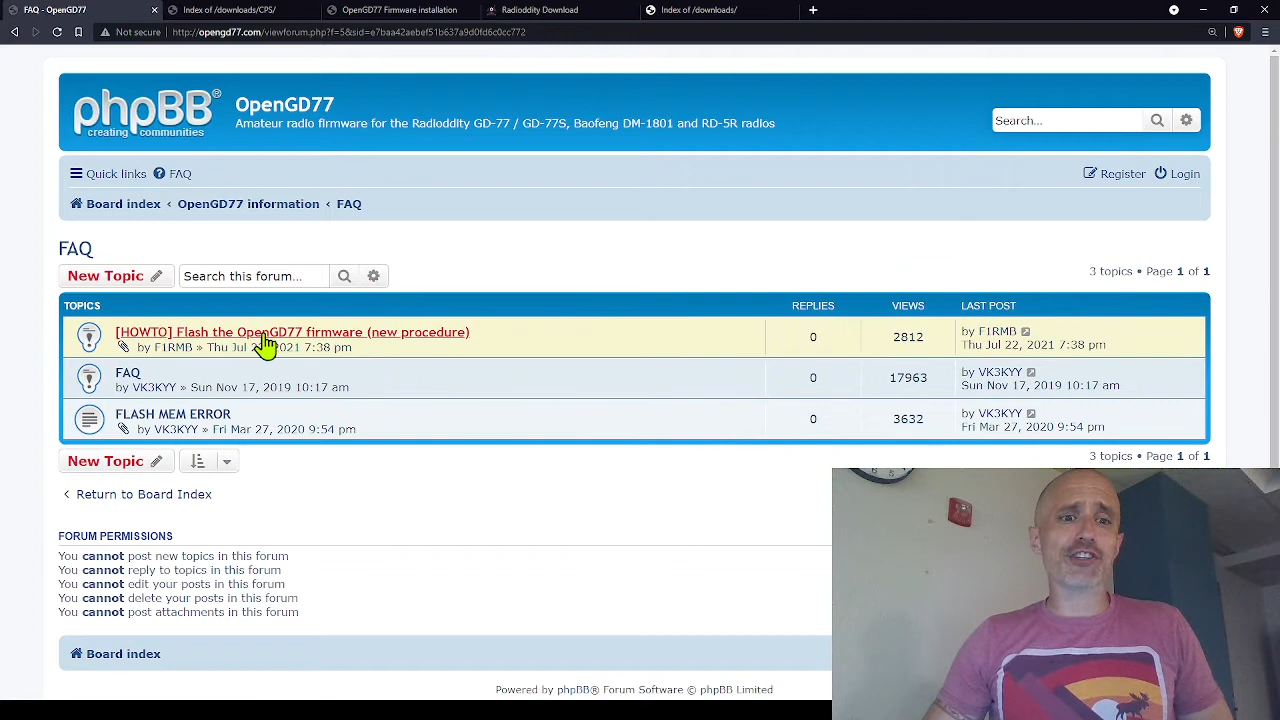 FAQ - OpenGD77
Index of /downloads/CPS/
OpenGD77 Firmware installation
Radioddity Download
Index of /downloads/
Not secure
http://opengd77.com/viewforum.php?f=5&sid=e7baa42aebef51b637a9d0fd6c0cc772
phpBB®
creating communities
OpenGD77
Amateur radio firmware for the Radioddity GD-77 / GD-77S, Baofeng DM-1801 and RD-5R radios
Search...
Quick links
FAQ
Register
Login
Board index ‹ OpenGD77 information ‹ FAQ
FAQ
New Topic
Search this forum...
3 topics • Page 1 of 1
TOPICS
REPLIES
VIEWS
LAST POST
[HOWTO] Flash the OpenGD77 firmware (new procedure)
by F1RMB » Thu Jul 2 2021 7:38 pm
0
2812
by F1RMB
Thu Jul 22, 2021 7:38 pm
FAQ
by VK3KYY » Sun Nov 17, 2019 10:17 am
0
17963
by VK3KYY
Sun Nov 17, 2019 10:17 am
FLASH MEM ERROR
by VK3KYY » Fri Mar 27, 2020 9:54 pm
0
3632
by VK3KYY
Fri Mar 27, 2020 9:54 pm
New Topic
3 topics • Page 1 of 1
‹ Return to Board Index
FORUM PERMISSIONS
You cannot post new topics in this forum
You cannot reply to topics in this forum
You cannot edit your posts in this forum
You cannot delete your posts in this forum
You cannot post attachments in this forum
Board index
Powered by phpBB® Forum Software © phpBB Limited